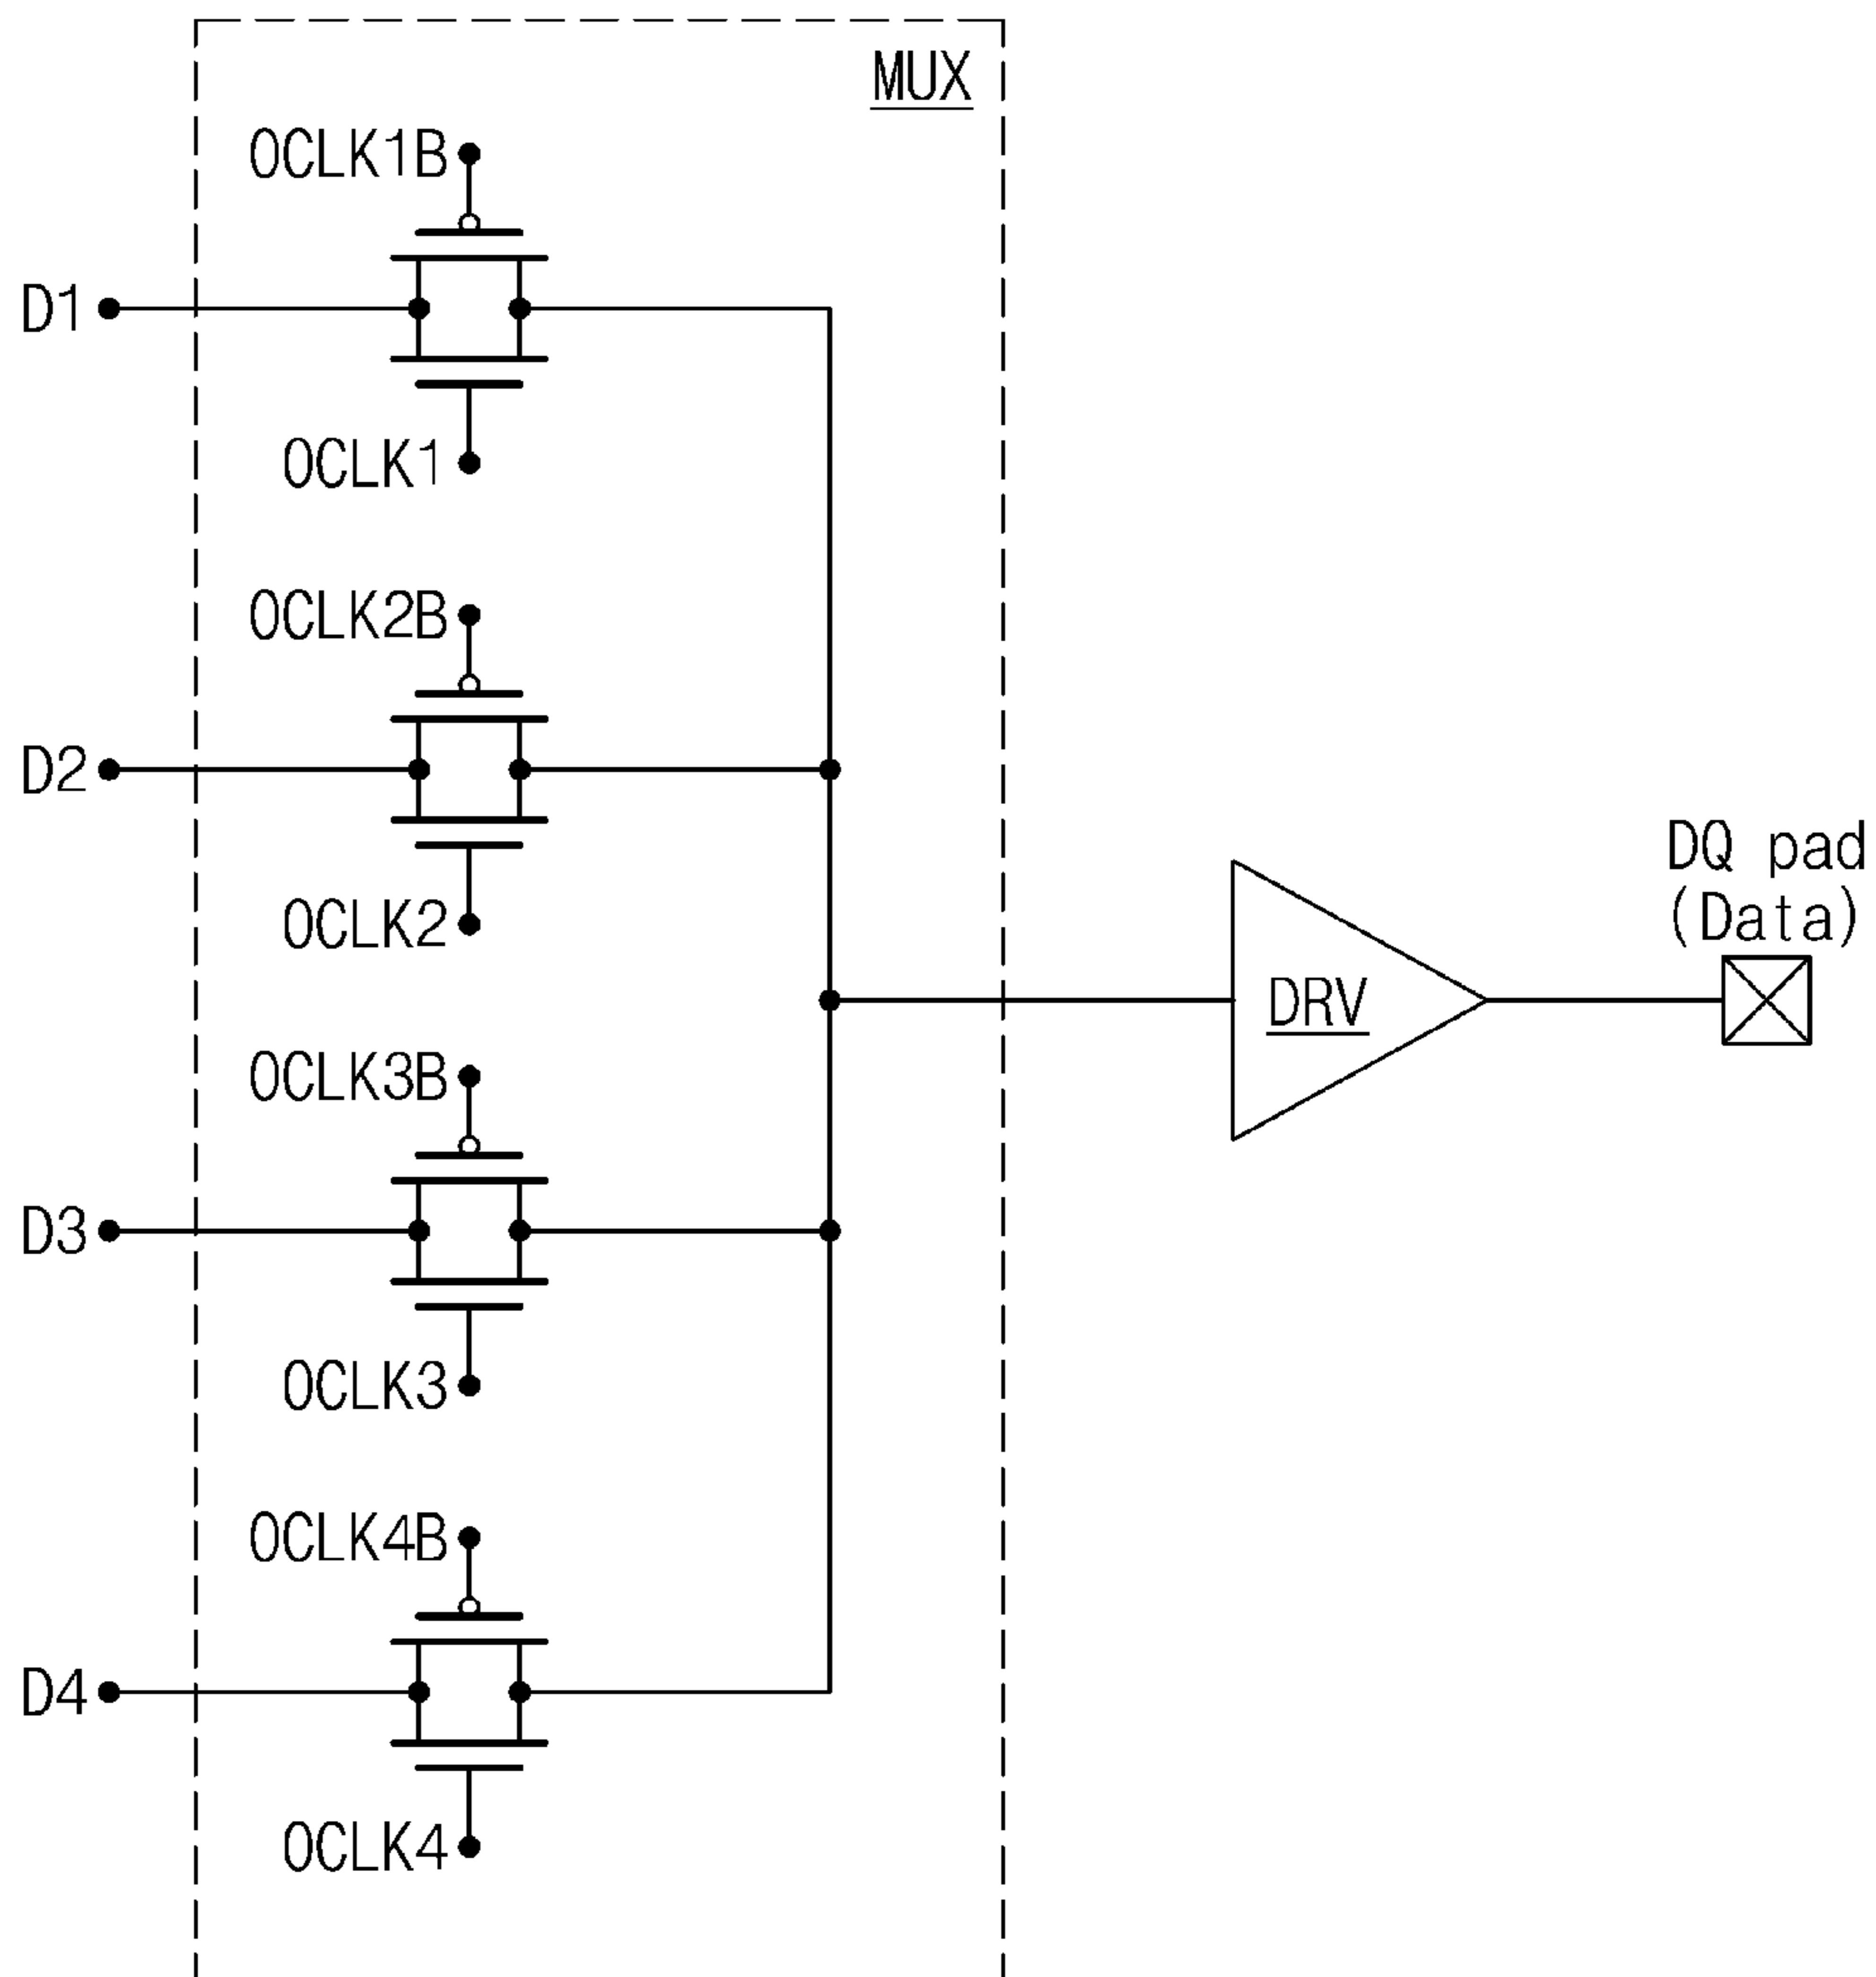 MUX
OCLK1B
D1
OCLK1
OCLK2B
D2
OCLK2
DQ pad
(Data)
DRV
OCLK3B
D3
OCLK3
OCLK4B
D4
OCLK4